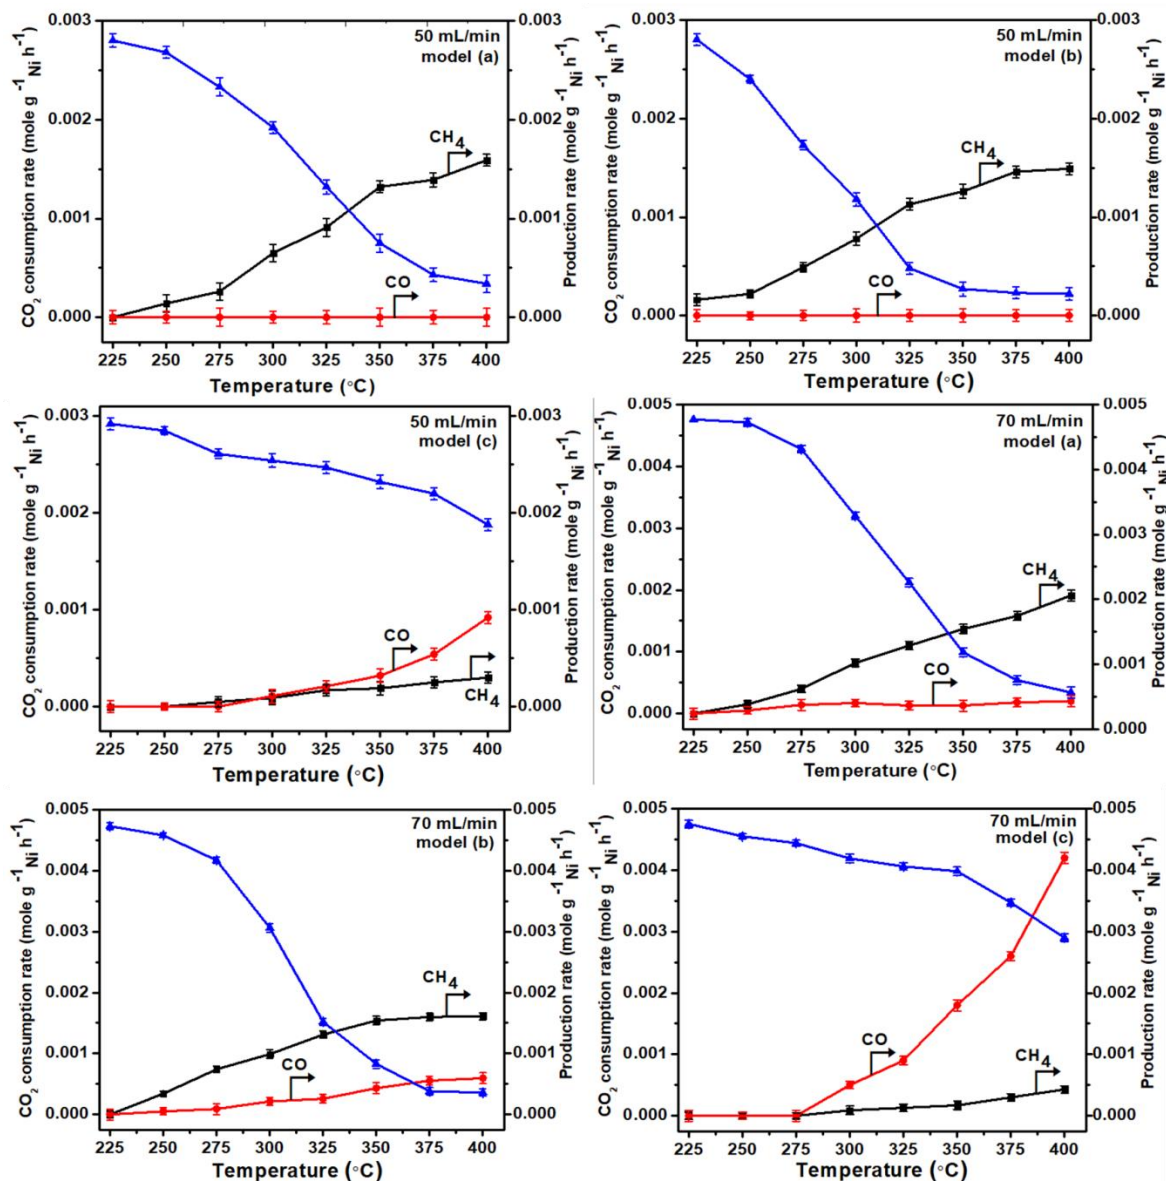 50 mL/min
model (a)
CH4
CO
0.003
0.002
0.001
0.000
0.003
0.002
0.001
0.000
225 250 275 300 325 350 375 400
Temperature (°C)
CO2 consumption rate (mole g-1Ni h-1)
Production rate (mole g-1Ni h-1)
50 mL/min
model (b)
CH4
CO
0.003
0.002
0.001
0.000
0.003
0.002
0.001
0.000
225 250 275 300 325 350 375 400
Temperature (°C)
CO2 consumption rate (mole g-1Ni h-1)
Production rate (mole g-1Ni h-1)
50 mL/min
model (c)
CO
CH4
0.003
0.002
0.001
0.000
0.003
0.002
0.001
0.000
225 250 275 300 325 350 375 400
Temperature (°C)
CO2 consumption rate (mole g-1Ni h-1)
Production rate (mole g-1Ni h-1)
70 mL/min
model (a)
CH4
CO
0.005
0.004
0.003
0.002
0.001
0.000
0.005
0.004
0.003
0.002
0.001
0.000
225 250 275 300 325 350 375 400
Temperature (°C)
CO2 consumption rate (mole g-1Ni h-1)
Production rate (mole g-1Ni h-1)
70 mL/min
model (b)
CH4
CO
0.005
0.004
0.003
0.002
0.001
0.000
0.005
0.004
0.003
0.002
0.001
0.000
225 250 275 300 325 350 375 400
Temperature (°C)
CO2 consumption rate (mole g-1Ni h-1)
Production rate (mole g-1Ni h-1)
70 mL/min
model (c)
CO
CH4
0.005
0.004
0.003
0.002
0.001
0.000
0.005
0.004
0.003
0.002
0.001
0.000
225 250 275 300 325 350 375 400
Temperature (°C)
CO2 consumption rate (mole g-1Ni h-1)
Production rate (mole g-1Ni h-1)